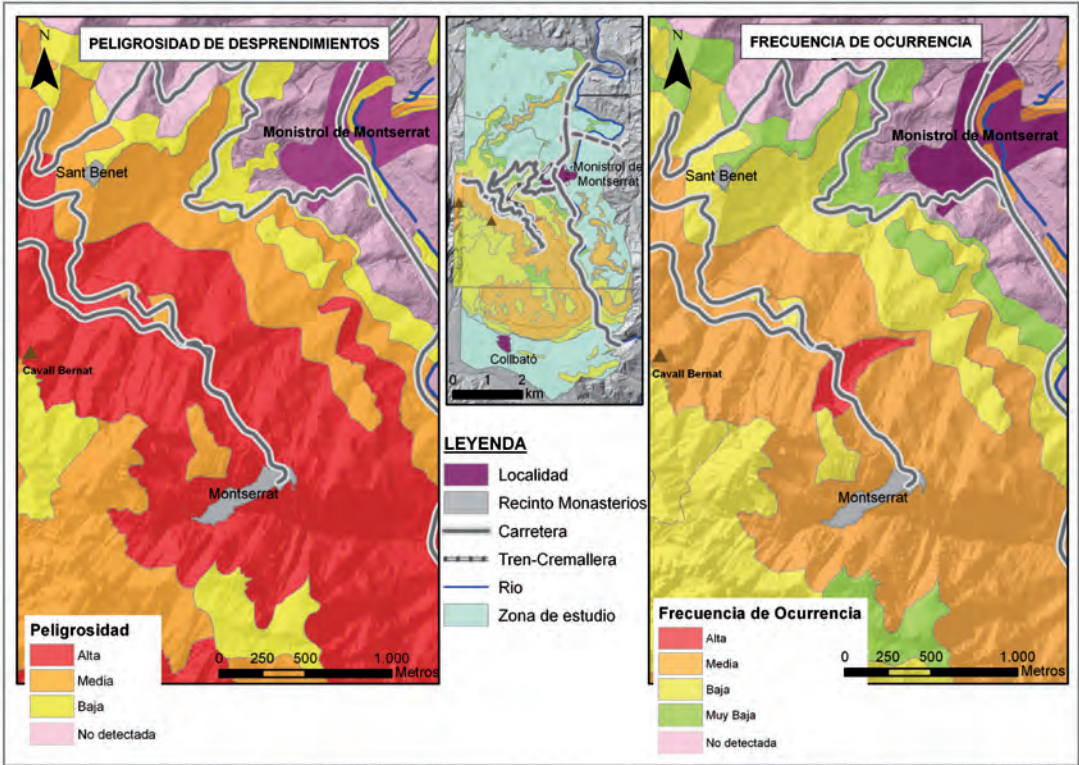 PELIGROSIDAD DE DESPRENDIMIENTOS
N
Monistrol de Montserrat
Sant Benet
Cavall Bernat
Montserrat
Peligrosidad
Alta
Media
Baja
No detectada
0 250 500 1.000
Metros
Monistrol de
Montserrat
Collbató
0 1 2
km
LEYENDA
Localidad
Recinto Monasterios
Carretera
Tren-Cremallera
Rio
Zona de estudio
FRECUENCIA DE OCURRENCIA
N
Monistrol de Montserrat
Sant Benet
Cavall Bernat
Montserrat
Frecuencia de Ocurrencia
Alta
Media
Baja
Muy Baja
No detectada
0 250 500 1.000
Metros